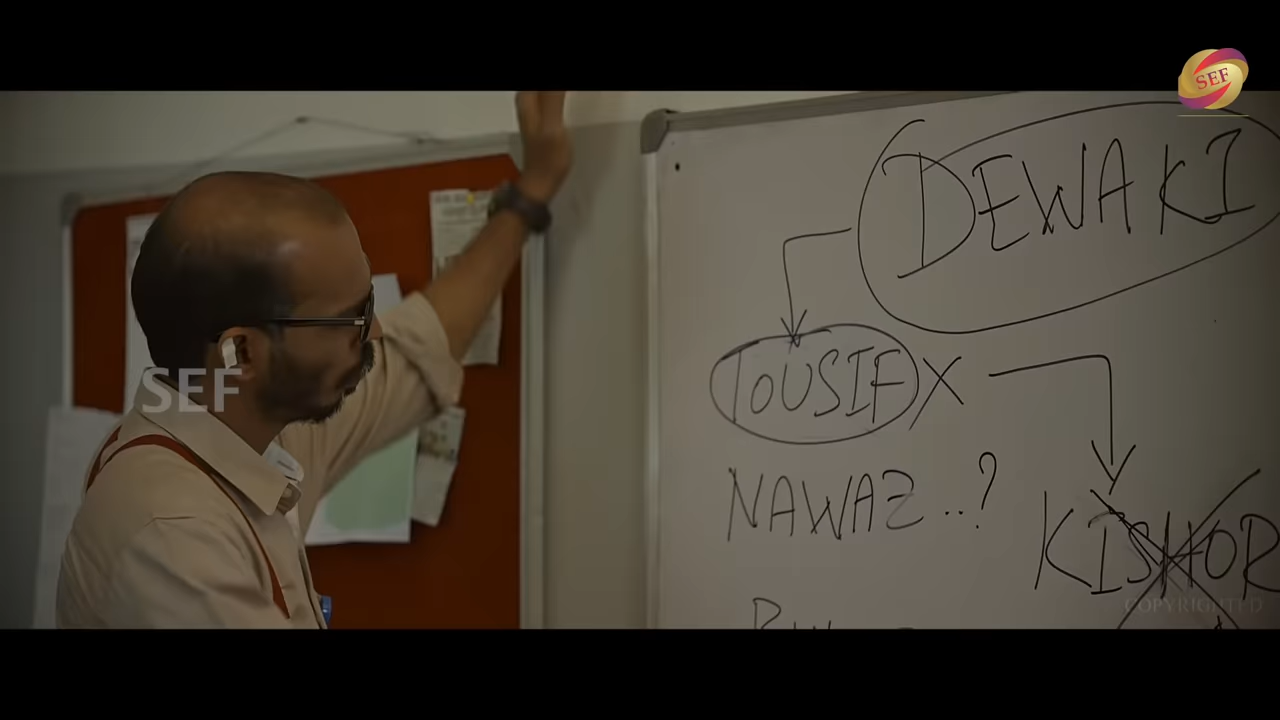 SEF
DEWAKI
TOUSIF X
NAWAZ..?
KISHOR
SEF
COPYRIGHTED